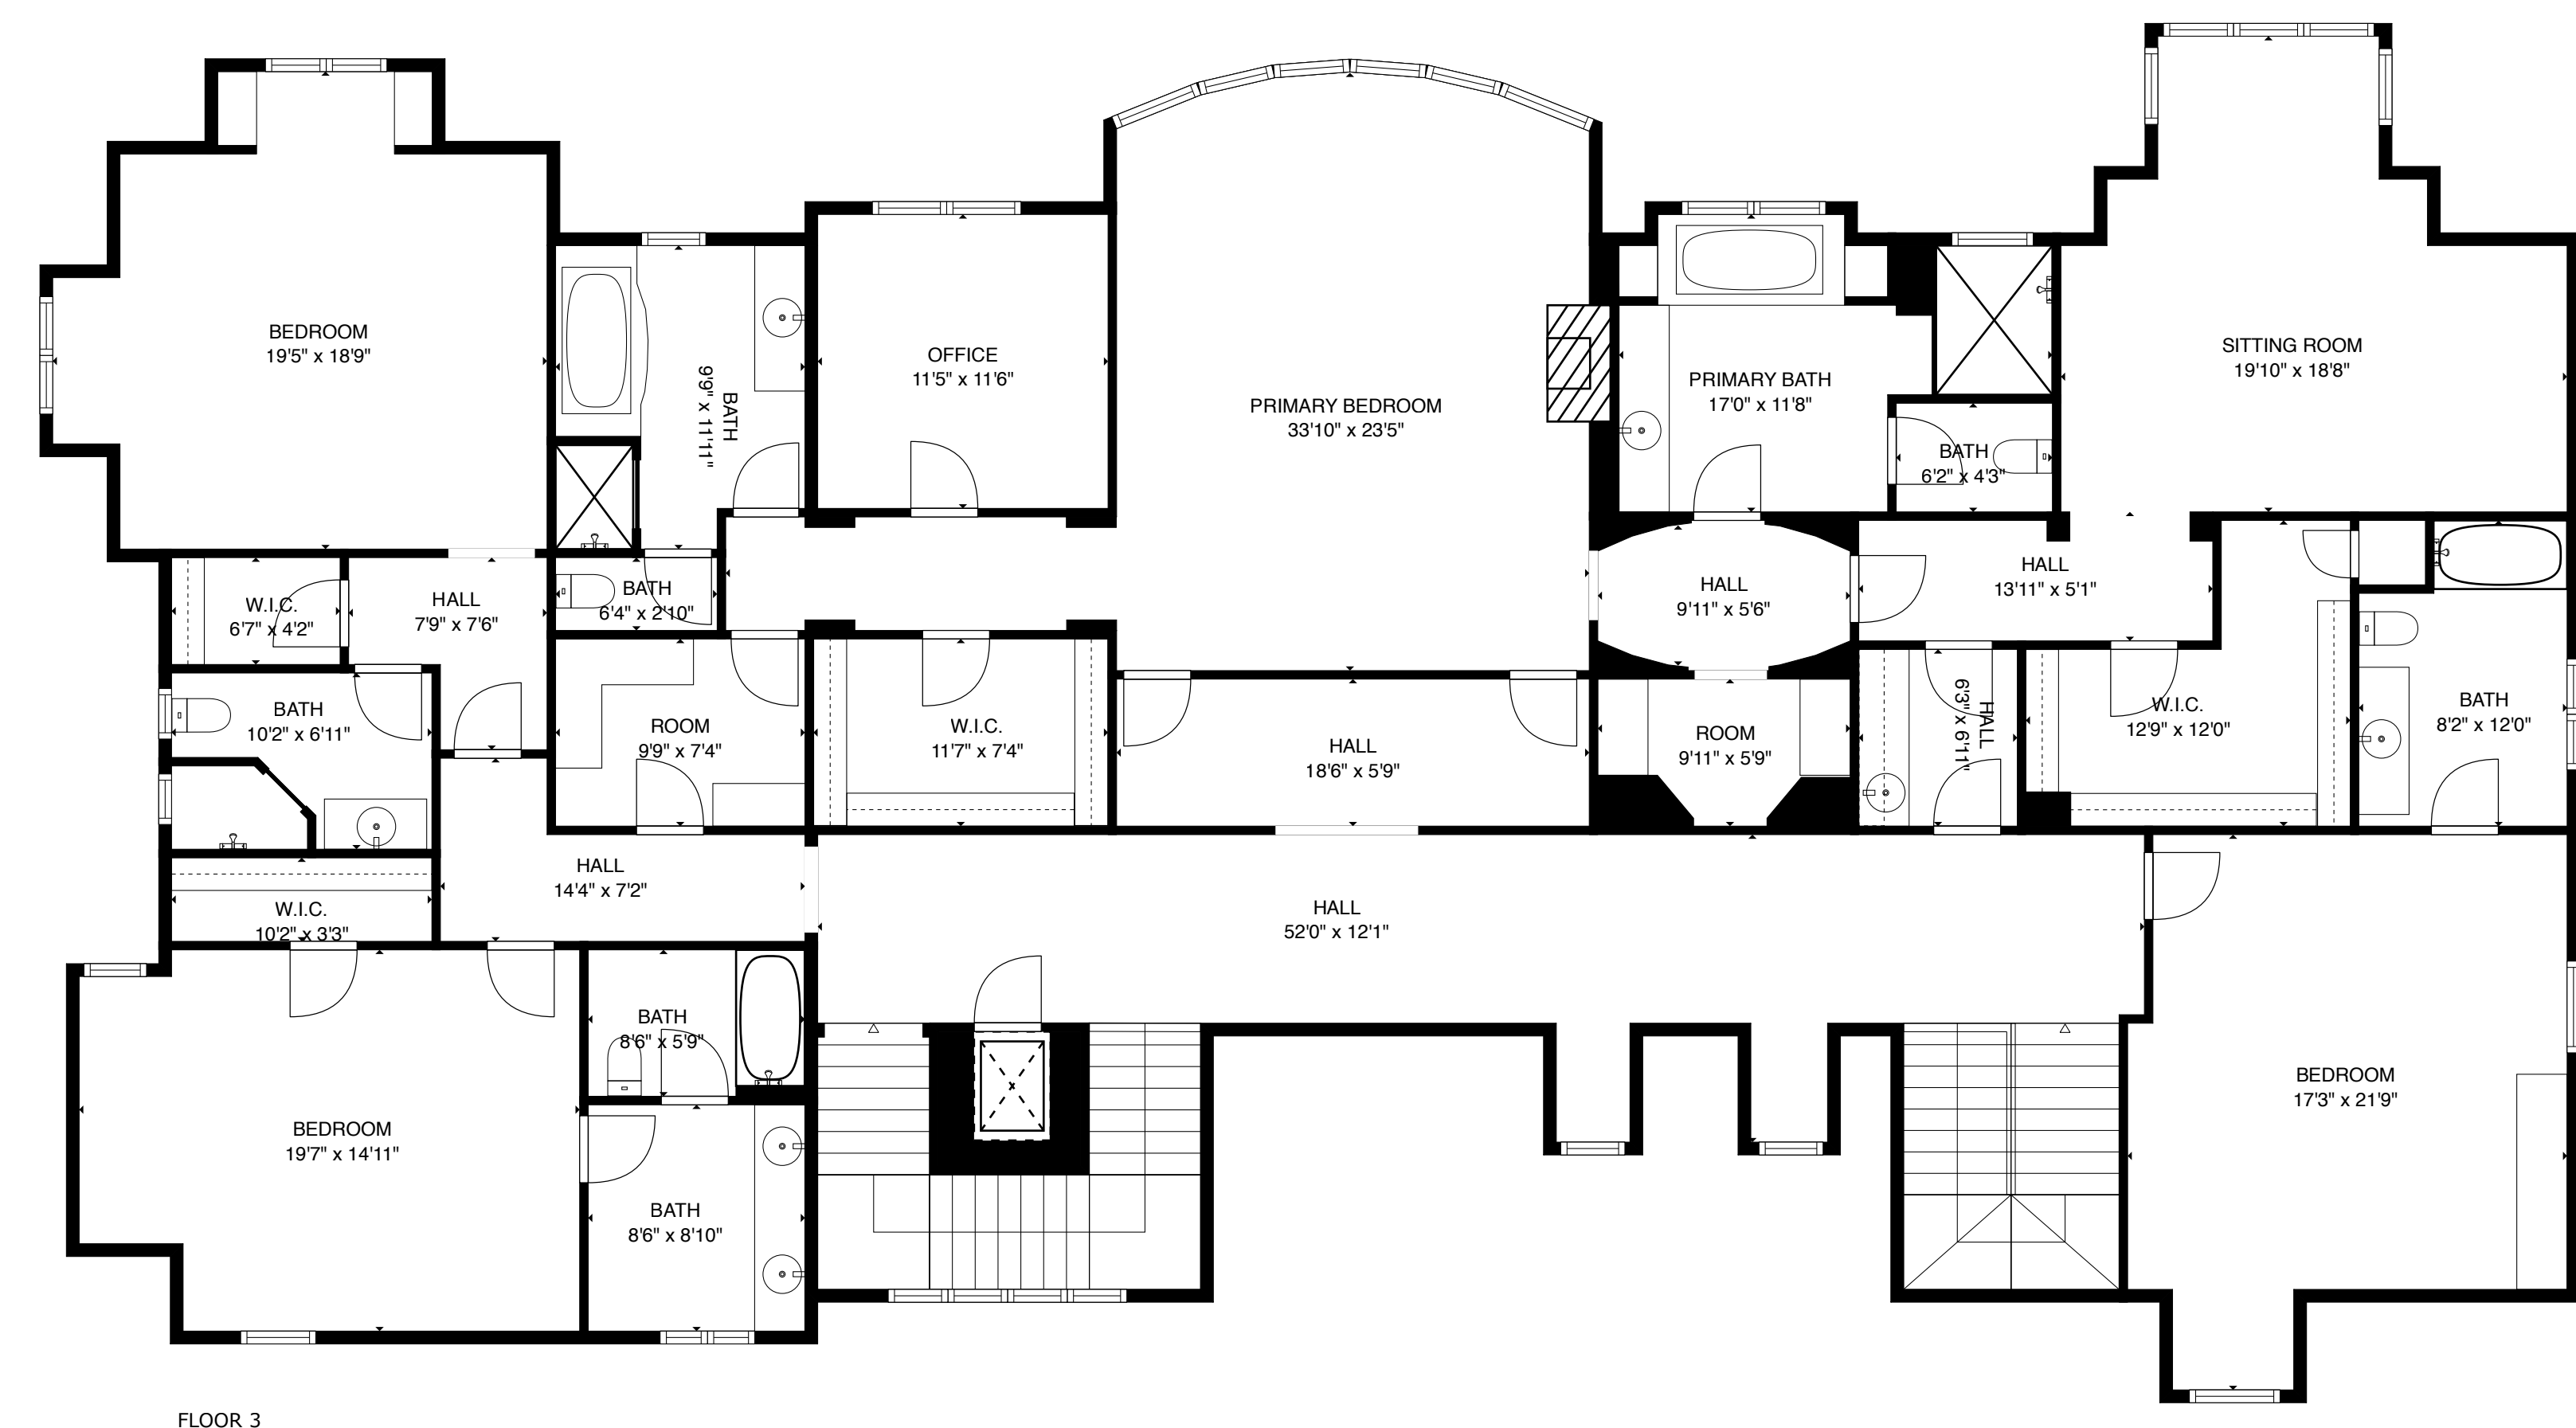 BEDROOM
19'5" x 18'9"
BATH
9'9" x 11'11"
OFFICE
11'5" x 11'6"
PRIMARY BEDROOM
33'10" x 23'5"
PRIMARY BATH
17'0" x 11'8"
BATH
6'2" x 4'3"
SITTING ROOM
19'10" x 18'8"
W.I.C.
6'7" x 4'2"
HALL
7'9" x 7'6"
BATH
6'4" x 2'10"
HALL
9'11" x 5'6"
HALL
13'11" x 5'1"
BATH
10'2" x 6'11"
ROOM
9'9" x 7'4"
W.I.C.
11'7" x 7'4"
HALL
18'6" x 5'9"
ROOM
9'11" x 5'9"
HALL
6'3" x 6'11"
W.I.C.
12'9" x 12'0"
BATH
8'2" x 12'0"
W.I.C.
10'2" x 3'3"
HALL
14'4" x 7'2"
HALL
52'0" x 12'1"
BEDROOM
19'7" x 14'11"
BATH
8'6" x 5'9"
BATH
8'6" x 8'10"
BEDROOM
17'3" x 21'9"
FLOOR 3